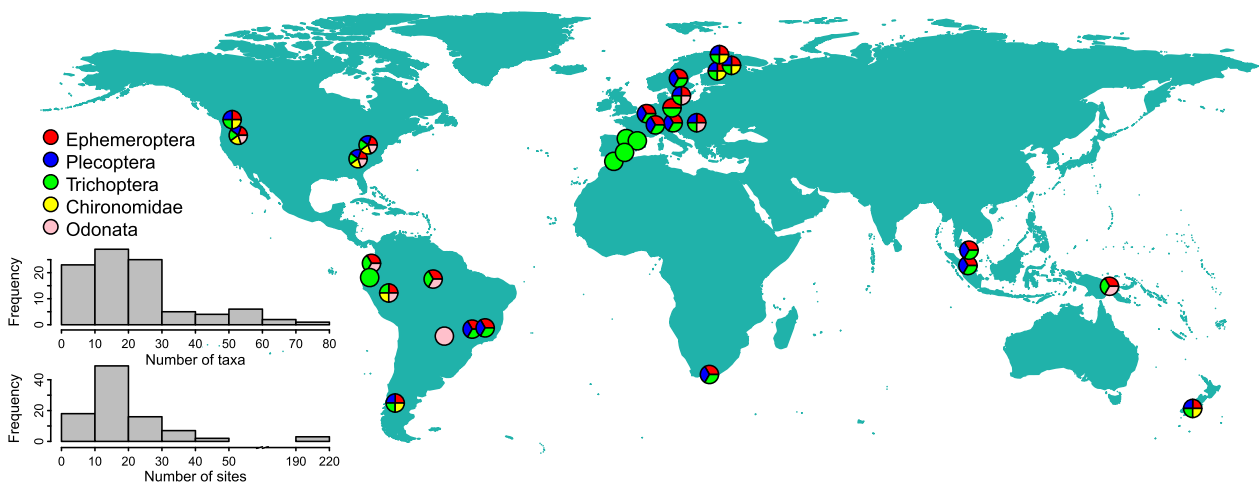 Ephemeroptera
Plecoptera
Trichoptera
Chironomidae
Odonata
Frequency
20
10
0
0 10 20 30 40 50 60 70 80
Number of taxa
Frequency
40
20
0
0 10 20 30 40 50 190 220
Number of sites